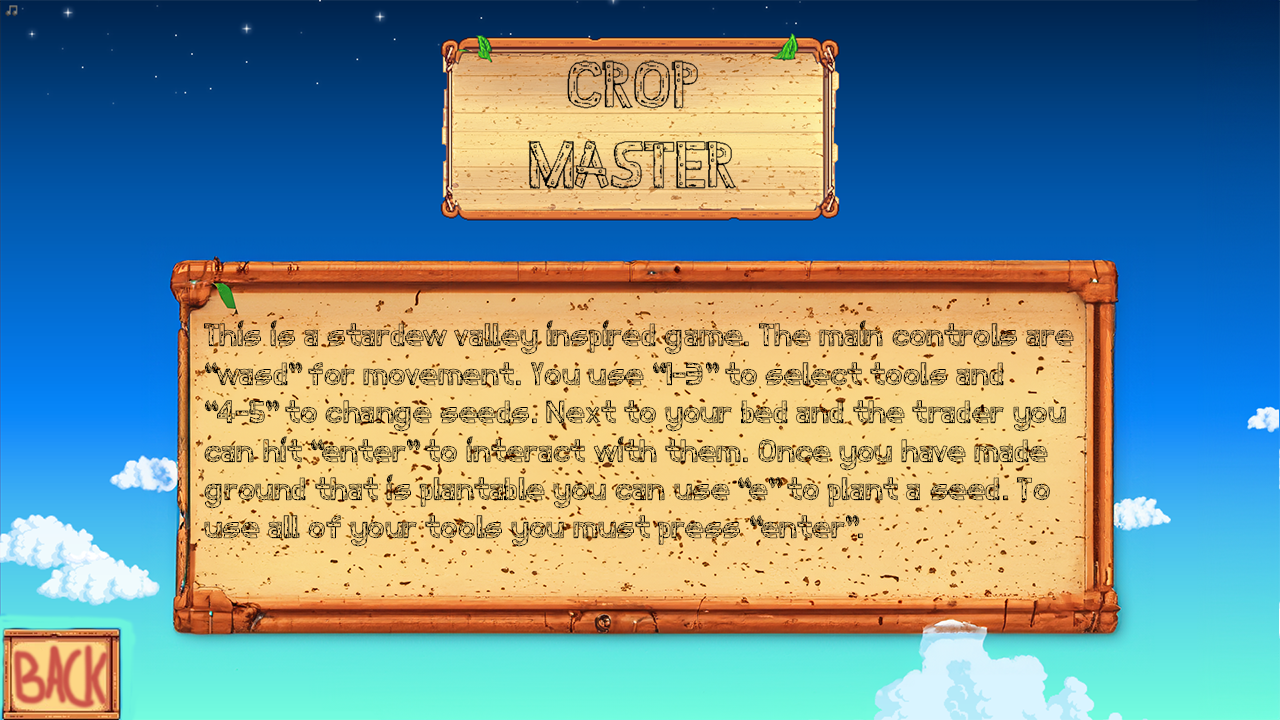 CROP
MASTER
This is a stardew valley inspired game. The main controls are
“wasd” for movement. You use “1-3” to select tools and
“4-5” to change seeds. Next to your bed and the trader you
can hit “enter” to interact with them. Once you have made
ground that is plantable you can use “e” to plant a seed. To
use all of your tools you must press “enter”.
BACK